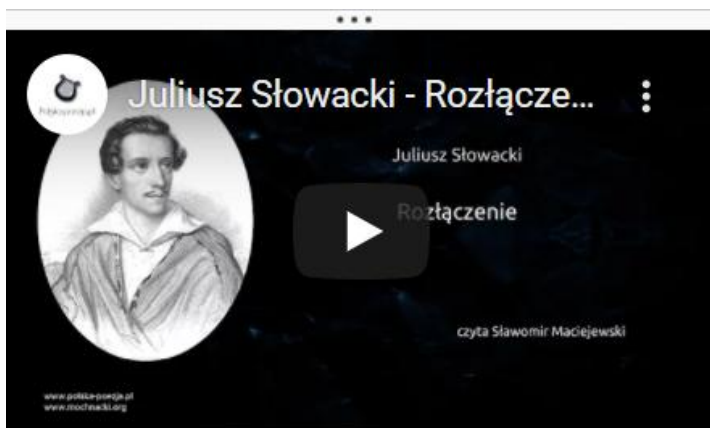 Juliusz Słowacki - Rozłącze...
Juliusz Słowacki
Rozłączenie
czyta Sławomir Maciejewski
www.polska-poezja.pl
www.mochnacki.org